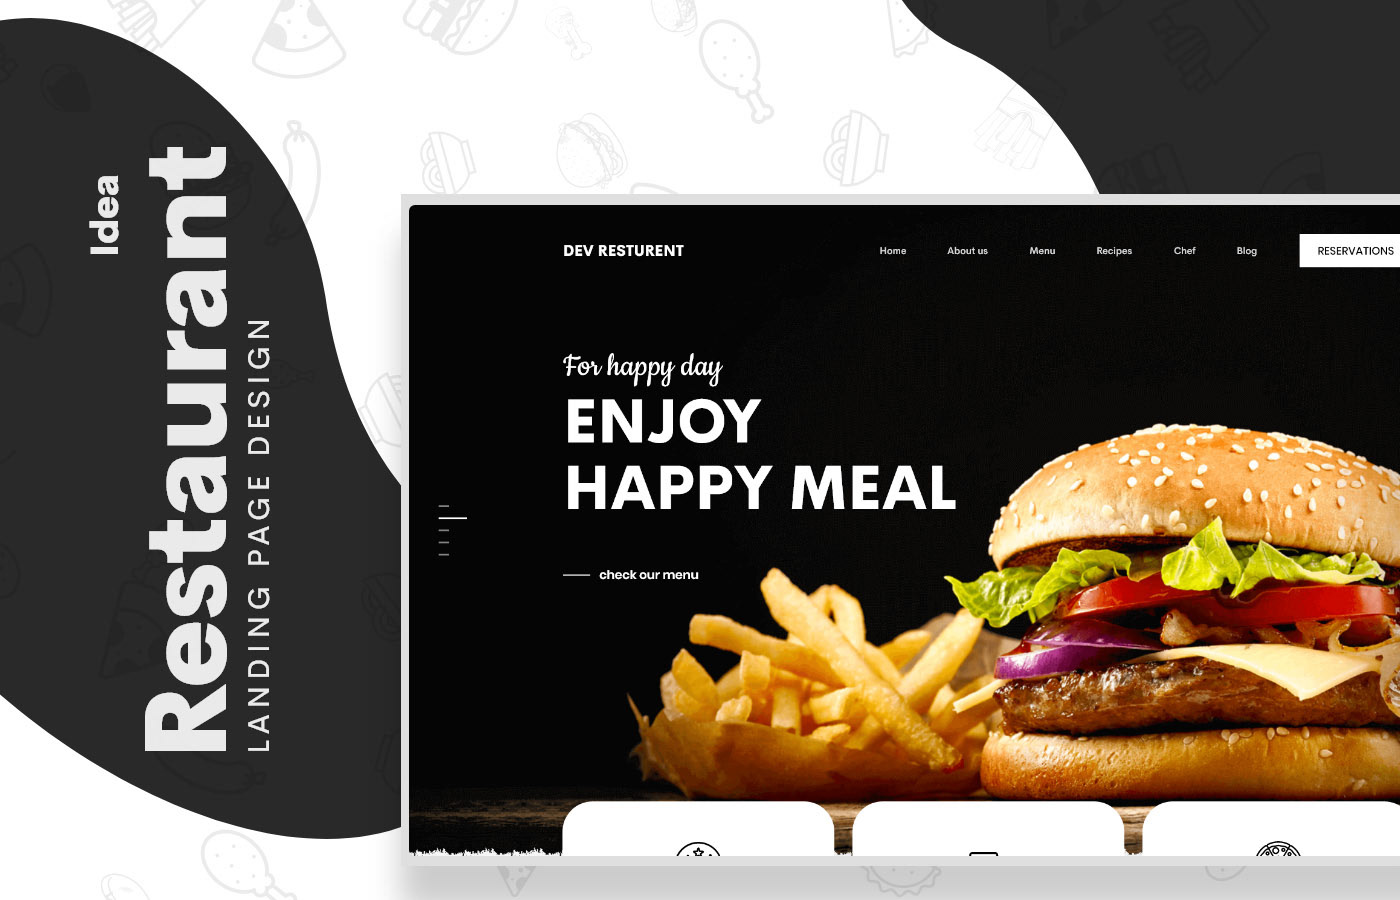 Idea
Restaurant
LANDING PAGE DESIGN
DEV RESTURENT
Home
About us
Menu
Recipes
Chef
Blog
RESERVATIONS
For happy day
ENJOY
HAPPY MEAL
check our menu